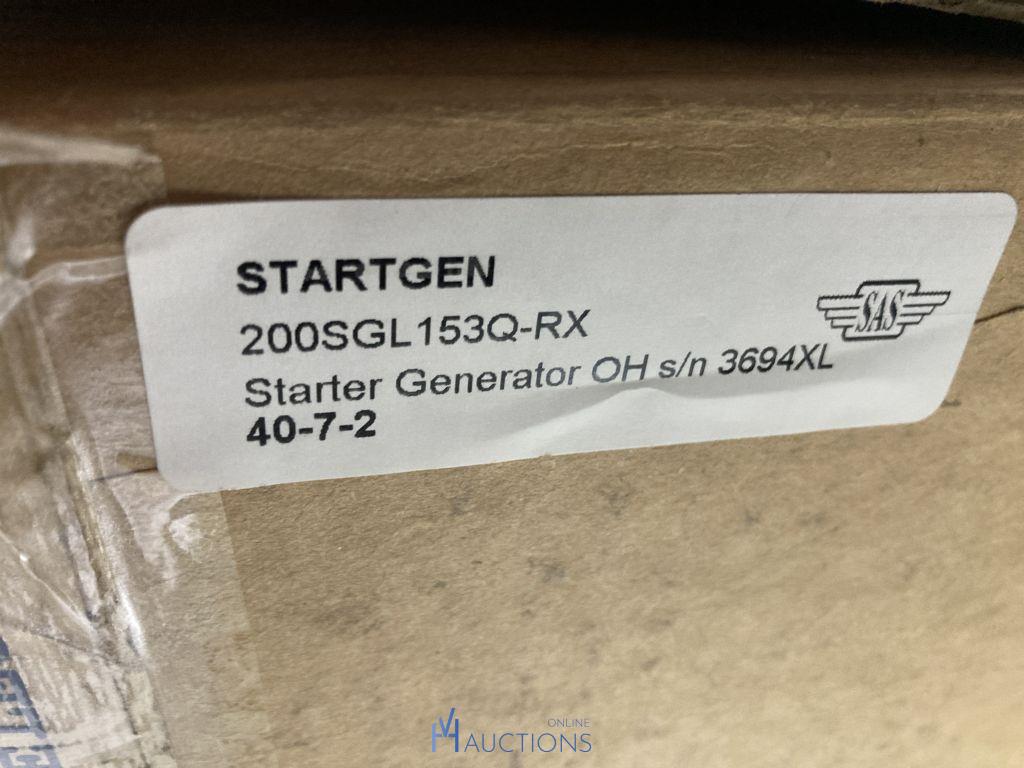 STARTGEN
200SGL153Q-RX
SAS
Starter Generator OH s/n 3694XL
40-7-2
ONLINE
AUCTIONS